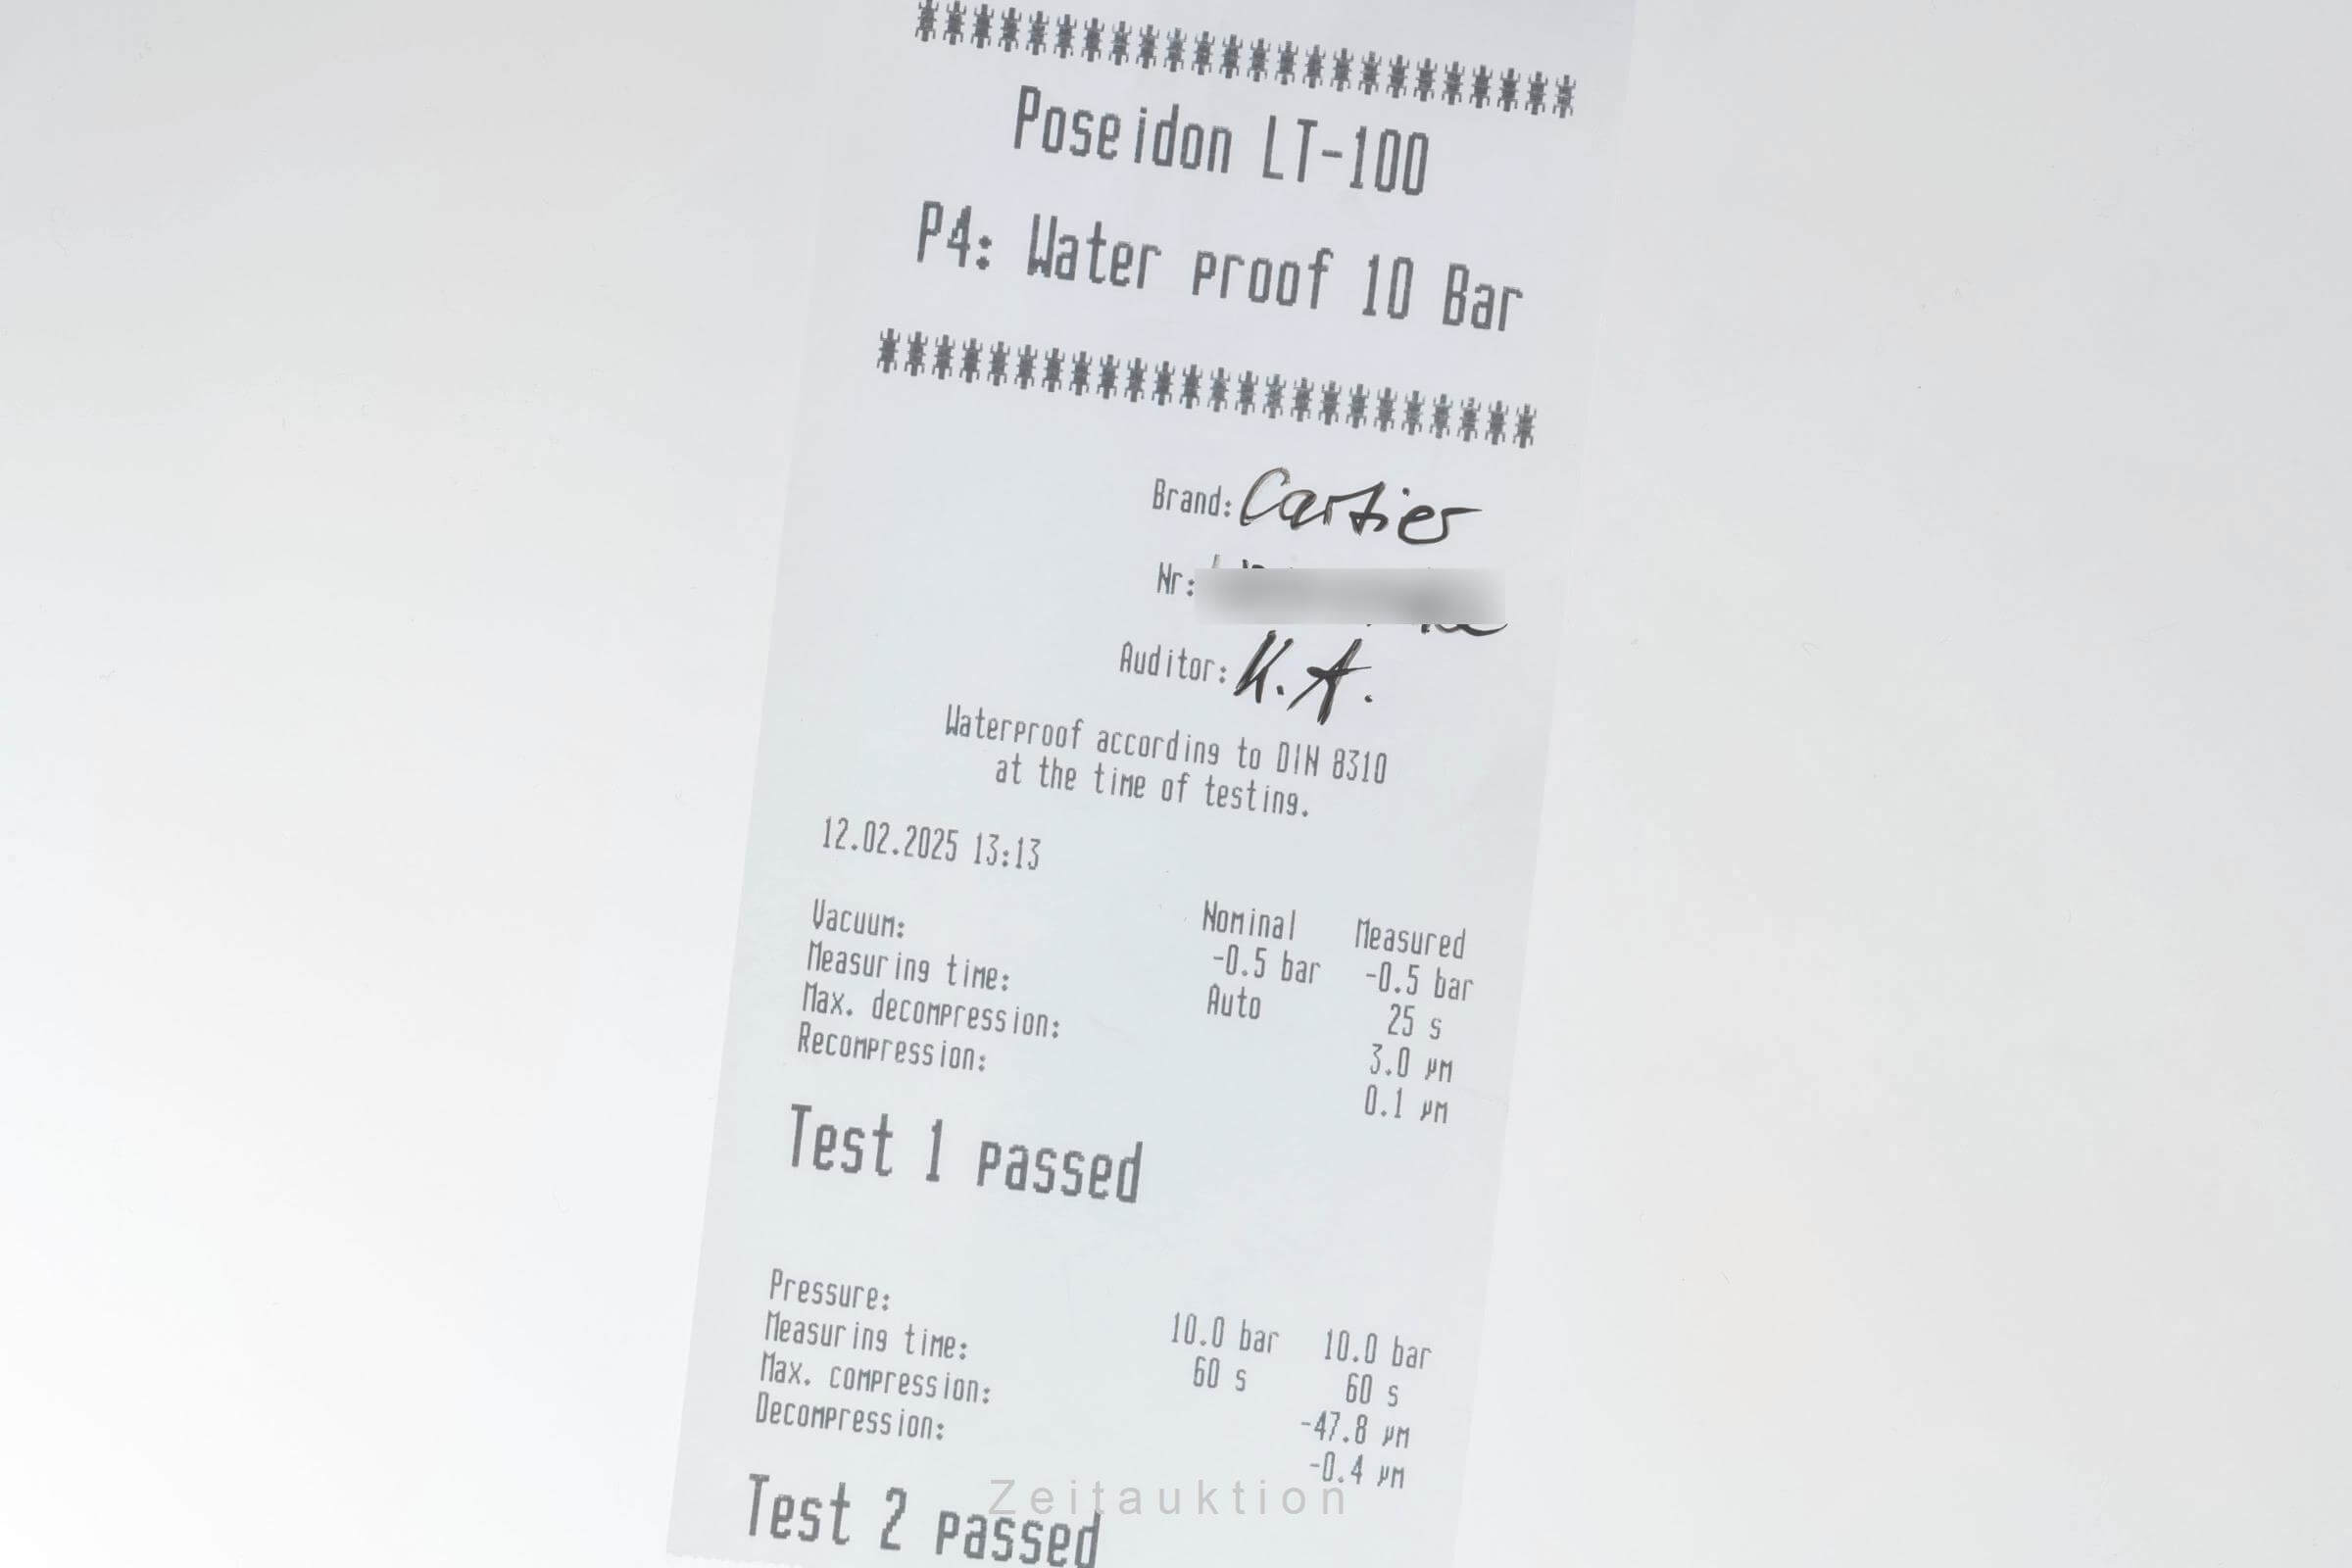 ************************
Poseidon LT-100
P4: Water proof 10 Bar
************************
Brand: Cartier
Nr:
Auditor: K.A.
Waterproof according to DIN 8310
at the time of testing.
12.02.2025 13:13
Nominal Measured
Vacuum: -0.5 bar -0.5 bar
Measuring time: Auto 25 s
Max. decompression: 3.0 µm
Recompression: 0.1 µm
Test 1 passed
Pressure: 10.0 bar 10.0 bar
Measuring time: 60 s 60 s
Max. compression: -47.8 µm
Decompression: -0.4 µm
Test 2 passed
Zeitauktion